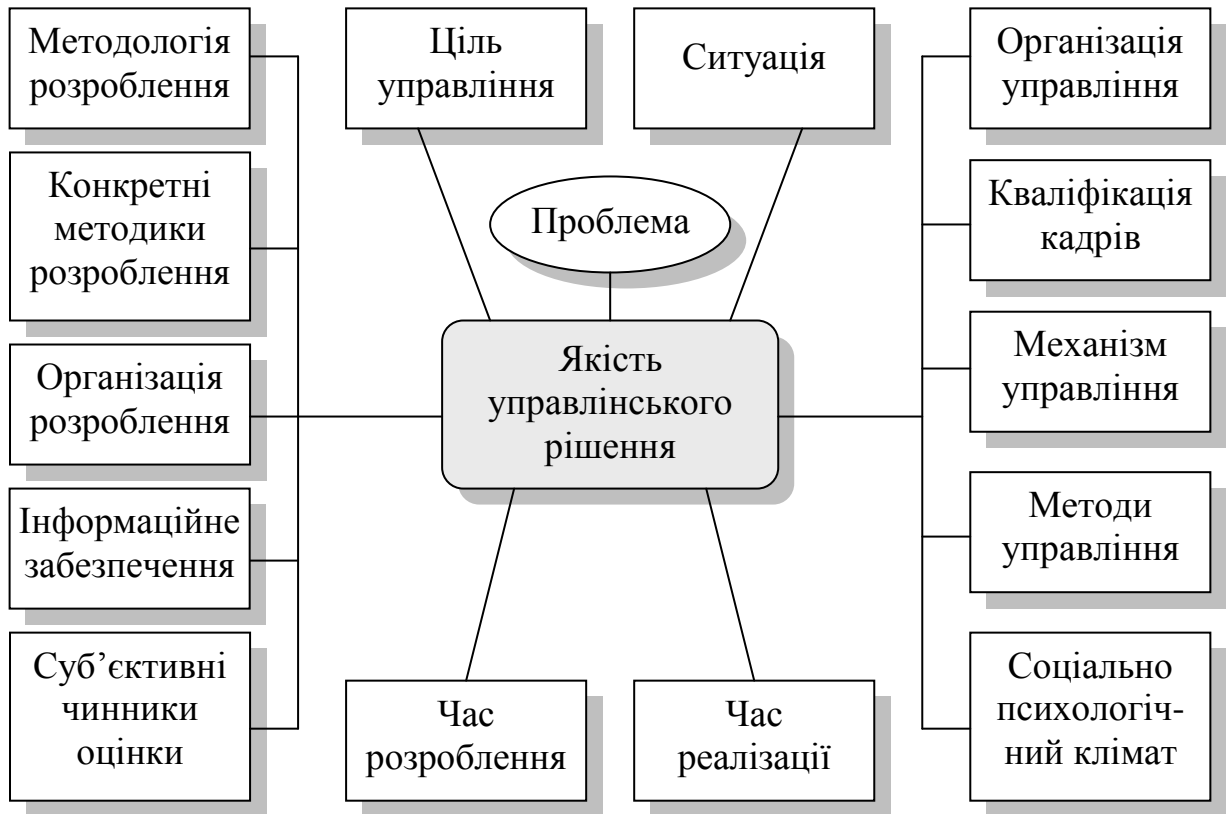 Методологія
розроблення
Ціль
управління
Ситуація
Організація
управління
Конкретні
методики
розроблення
Проблема
Кваліфікація
кадрів
Організація
розроблення
Якість
управлінського
рішення
Механізм
управління
Інформаційне
забезпечення
Методи
управління
Суб’єктивні
чинники
оцінки
Час
розроблення
Час
реалізації
Соціально
психологіч-
ний клімат